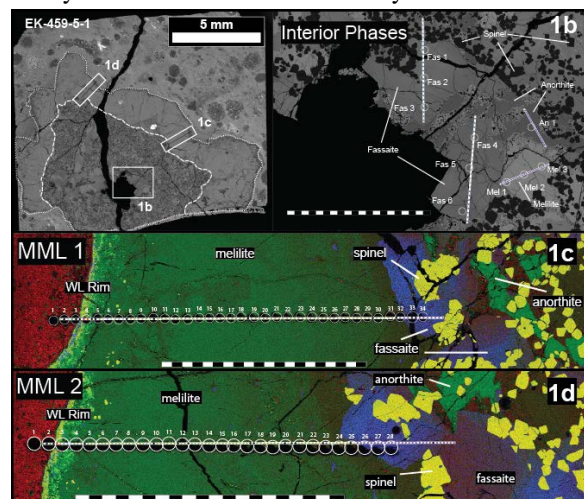 EK-459-5-1
5 mm
1d
1c
1b
Interior Phases
1b
Spinel
Fas 1
Fas 2
Anorthite
Fas 3
An 1
Fassaite
Fas 4
Fas 5
Mel 3
Mel 1
Mel 2
Fas 6
Melilite
MML 1
melilite
spinel
1c
WL Rim
anorthite
1 2 3 4 5 6 7 8 9 10 11 12 13 14 15 16 17 18 19 20 21 22 23 24 25 26 27 28 29 30 31 32 33 34
fassaite
MML 2
anorthite
1d
WL Rim
melilite
1 2 3 4 5 6 7 8 9 10 11 12 13 14 15 16 17 18 19 20 21 22 23 24 25 26 27 28
spinel
fassaite